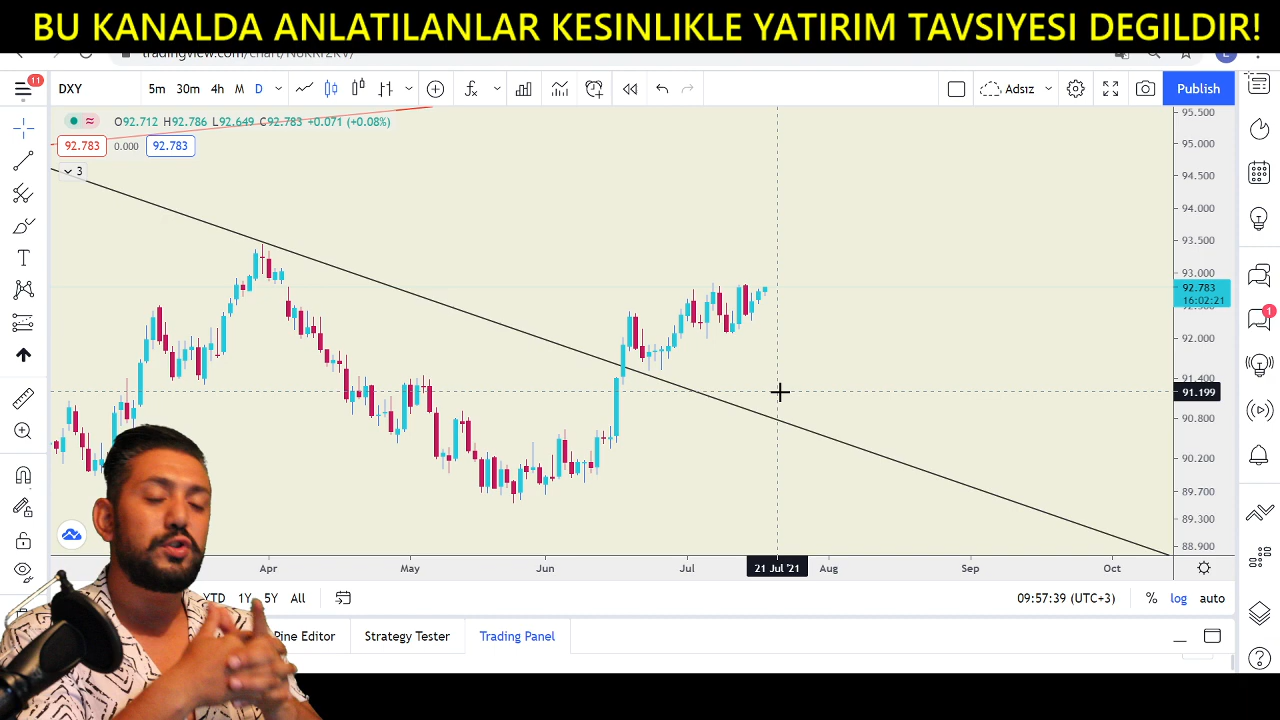 BU KANALDA ANLATILANLAR KESINLIKLE YATIRIM TAVSIYESI DEGILDIR!
11
DXY 5m 30m 4h M D Adsız Publish
O92.712 H92.786 L92.649 C92.783 +0.071 (+0.08%)
92.783 0.000 92.783
3
95.500
95.000
94.500
94.000
93.500
93.000
92.783
16:02:21
92.000
91.400
91.199
90.800
90.200
89.700
89.300
88.900
1
Apr May Jun Jul 21 Jul '21 Aug Sep Oct
YTD 1Y 5Y All 09:57:39 (UTC+3) % log auto
Pine Editor Strategy Tester Trading Panel